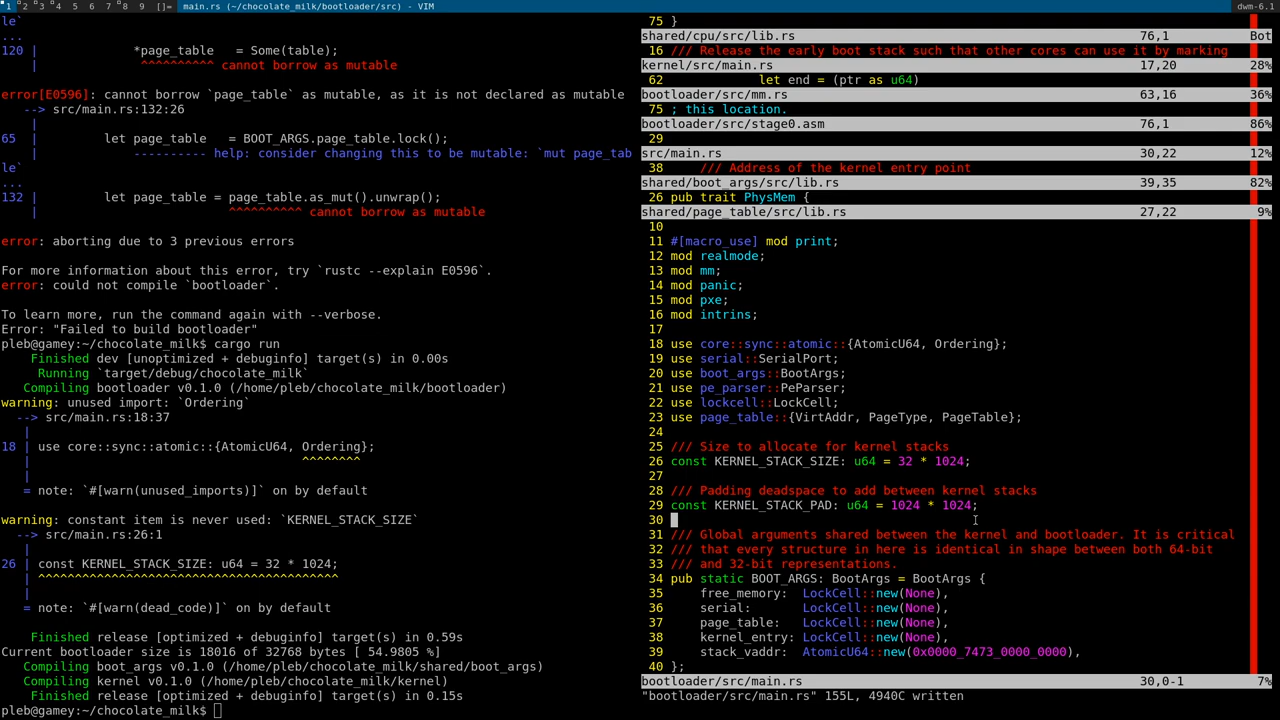 1 2 3 4 5 6 7 8 9 []= main.rs (~/chocolate_milk/bootloader/src) - VIM dwm-6.1
le`
...
120 |             *page_table   = Some(table);
    |              ^^^^^^^^^^ cannot borrow as mutable
error[E0596]: cannot borrow `page_table` as mutable, as it is not declared as mutable
   --> src/main.rs:132:26
    |
65  |         let page_table   = BOOT_ARGS.page_table.lock();
    |             ---------- help: consider changing this to be mutable: `mut page_tab
le`
...
132 |         let page_table = page_table.as_mut().unwrap();
    |                          ^^^^^^^^^^ cannot borrow as mutable
error: aborting due to 3 previous errors
For more information about this error, try `rustc --explain E0596`.
error: could not compile `bootloader`.
To learn more, run the command again with --verbose.
Error: "Failed to build bootloader"
pleb@gamey:~/chocolate_milk$ cargo run
    Finished dev [unoptimized + debuginfo] target(s) in 0.00s
     Running `target/debug/chocolate_milk`
   Compiling bootloader v0.1.0 (/home/pleb/chocolate_milk/bootloader)
warning: unused import: `Ordering`
  --> src/main.rs:18:37
   |
18 | use core::sync::atomic::{AtomicU64, Ordering};
   |                                     ^^^^^^^^
   |
   = note: `#[warn(unused_imports)]` on by default
warning: constant item is never used: `KERNEL_STACK_SIZE`
  --> src/main.rs:26:1
   |
26 | const KERNEL_STACK_SIZE: u64 = 32 * 1024;
   | ^^^^^^^^^^^^^^^^^^^^^^^^^^^^^^^^^^^^^^^^^
   |
   = note: `#[warn(dead_code)]` on by default
    Finished release [optimized + debuginfo] target(s) in 0.59s
Current bootloader size is 18016 of 32768 bytes [ 54.9805 %]
   Compiling boot_args v0.1.0 (/home/pleb/chocolate_milk/shared/boot_args)
   Compiling kernel v0.1.0 (/home/pleb/chocolate_milk/kernel)
    Finished release [optimized + debuginfo] target(s) in 0.15s
pleb@gamey:~/chocolate_milk$
75 }
shared/cpu/src/lib.rs 76,1 Bot
16 /// Release the early boot stack such that other cores can use it by marking
kernel/src/main.rs 17,20 28%
62             let end = (ptr as u64)
bootloader/src/mm.rs 63,16 36%
75 ; this location.
bootloader/src/stage0.asm 76,1 86%
29
src/main.rs 30,22 12%
38     /// Address of the kernel entry point
shared/boot_args/src/lib.rs 39,35 82%
26 pub trait PhysMem {
shared/page_table/src/lib.rs 27,22 9%
10
11 #[macro_use] mod print;
12 mod realmode;
13 mod mm;
14 mod panic;
15 mod pxe;
16 mod intrins;
17
18 use core::sync::atomic::{AtomicU64, Ordering};
19 use serial::SerialPort;
20 use boot_args::BootArgs;
21 use pe_parser::PeParser;
22 use lockcell::LockCell;
23 use page_table::{VirtAddr, PageType, PageTable};
24
25 /// Size to allocate for kernel stacks
26 const KERNEL_STACK_SIZE: u64 = 32 * 1024;
27
28 /// Padding deadspace to add between kernel stacks
29 const KERNEL_STACK_PAD: u64 = 1024 * 1024;
30
31 /// Global arguments shared between the kernel and bootloader. It is critical
32 /// that every structure in here is identical in shape between both 64-bit
33 /// and 32-bit representations.
34 pub static BOOT_ARGS: BootArgs = BootArgs {
35     free_memory:  LockCell::new(None),
36     serial:       LockCell::new(None),
37     page_table:   LockCell::new(None),
38     kernel_entry: LockCell::new(None),
39     stack_vaddr:  AtomicU64::new(0x0000_7473_0000_0000),
40 };
bootloader/src/main.rs 30,0-1 7%
"bootloader/src/main.rs" 155L, 4940C written